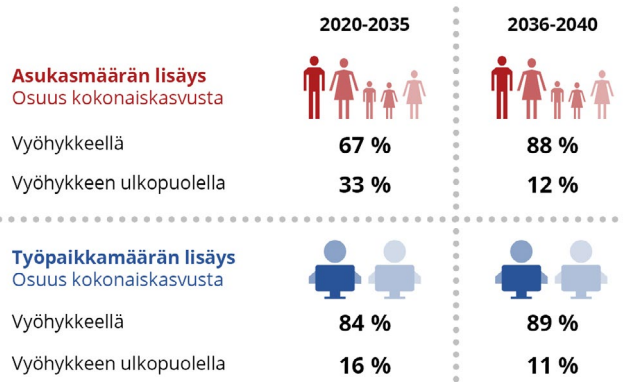 2020-2035 2036-2040
Asukasmäärän lisäys
Osuus kokonaiskasvusta
Vyöhykkeellä 67 % 88 %
Vyöhykkeen ulkopuolella 33 % 12 %
Työpaikkamäärän lisäys
Osuus kokonaiskasvusta
Vyöhykkeellä 84 % 89 %
Vyöhykkeen ulkopuolella 16 % 11 %